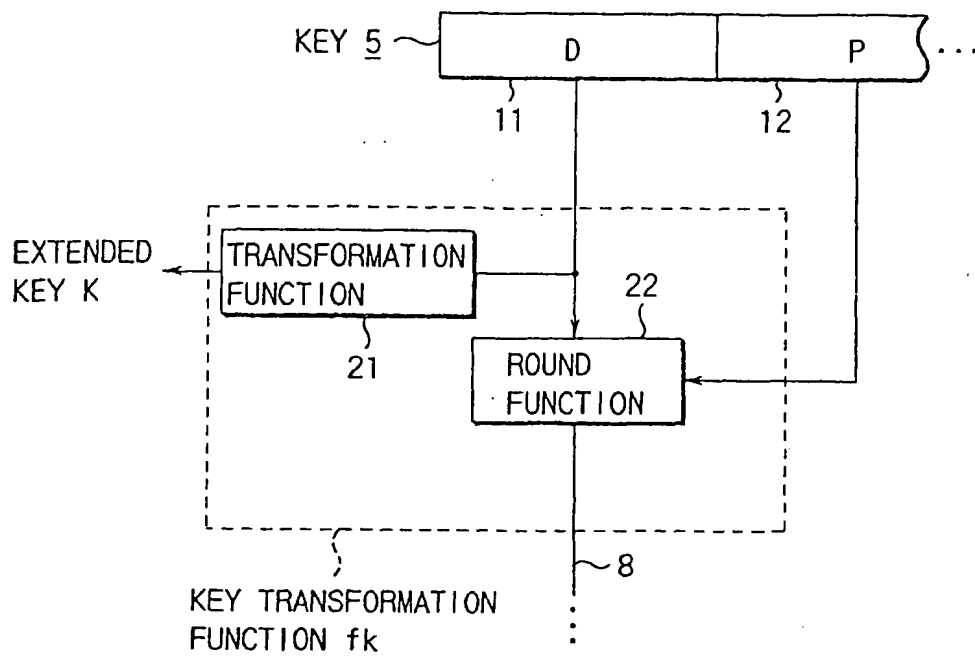 KEY 5
D
P
...
11
12
EXTENDED
KEY K
TRANSFORMATION
FUNCTION
21
22
ROUND
FUNCTION
8
KEY TRANSFORMATION
FUNCTION fk